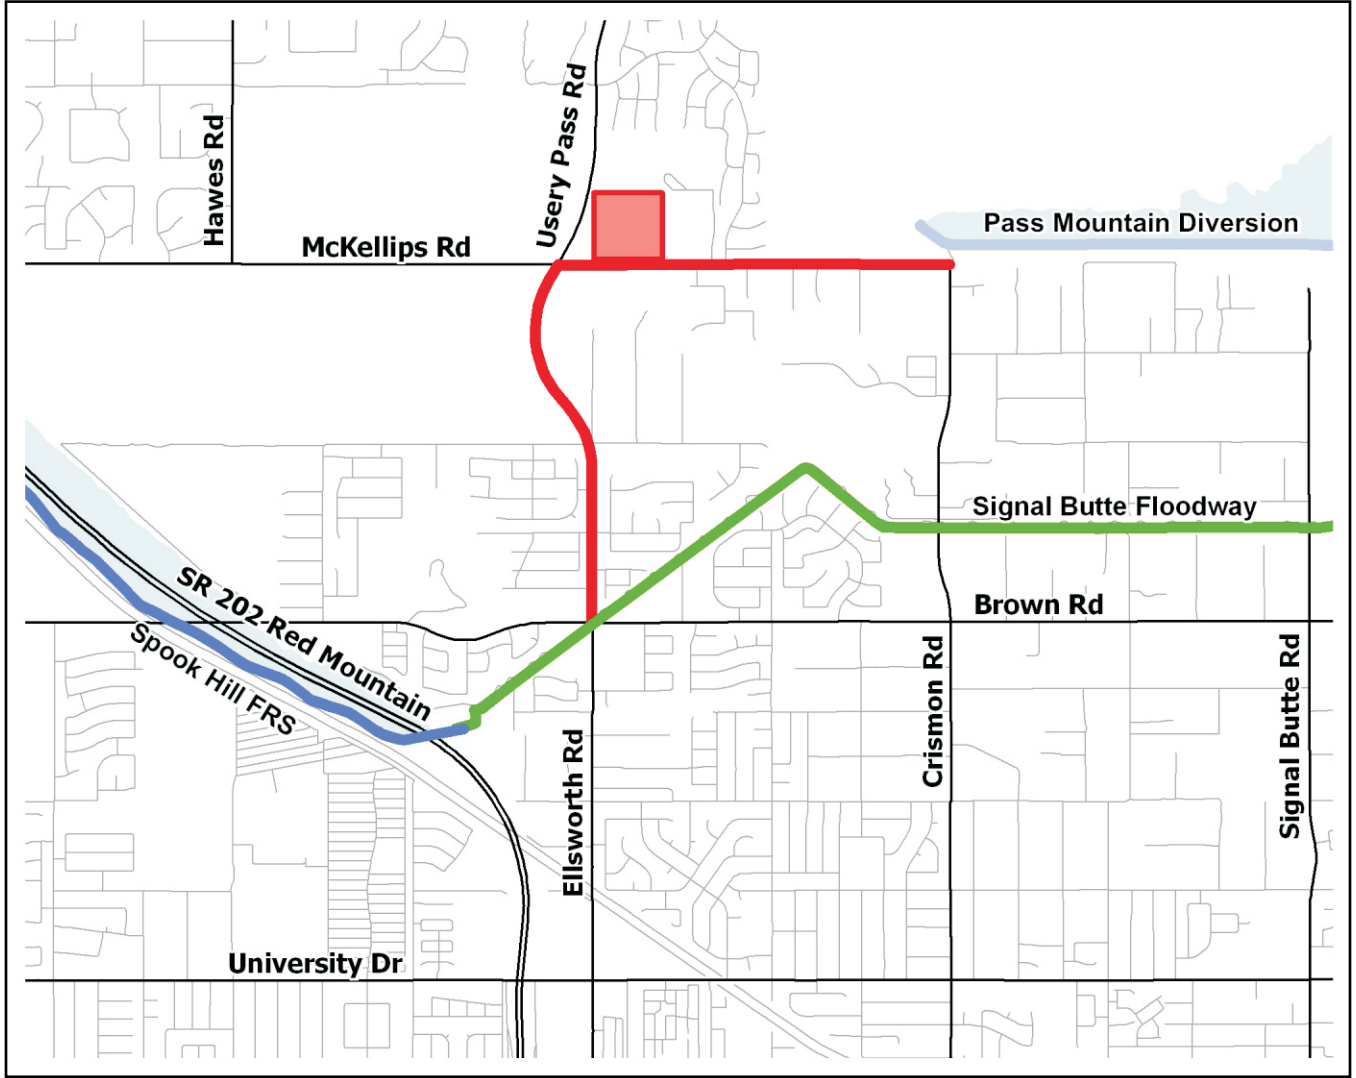 Hawes Rd
Usery Pass Rd
McKellips Rd
Pass Mountain Diversion
Signal Butte Floodway
SR 202 Red Mountain
Spook Hill FRS
Brown Rd
Ellsworth Rd
Crismon Rd
Signal Butte Rd
University Dr